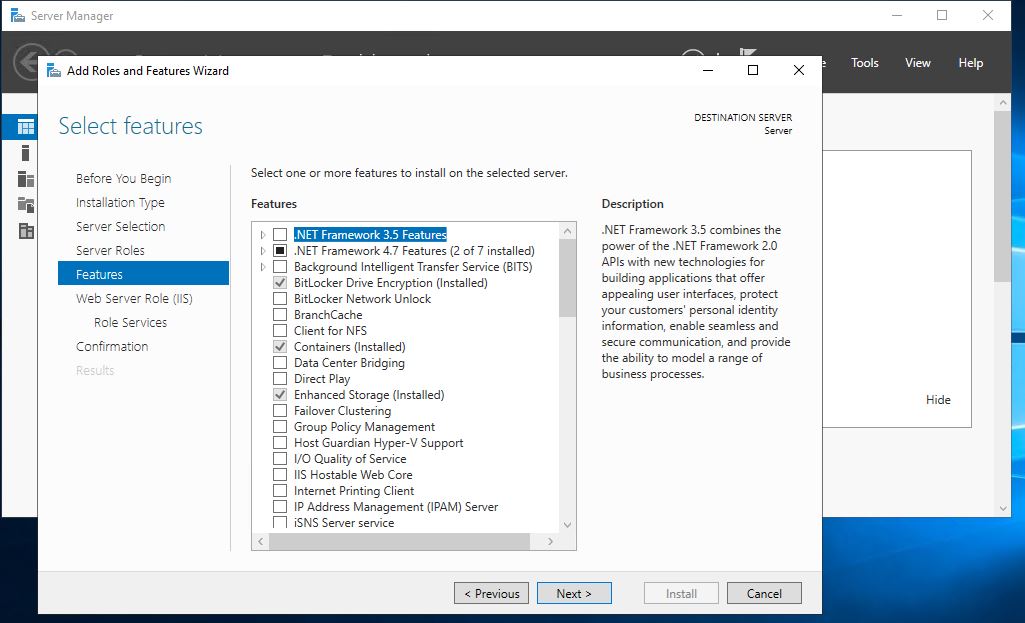 Server Manager
Tools
View
Help
Add Roles and Features Wizard
Select features
DESTINATION SERVER
Server
Before You Begin
Installation Type
Server Selection
Server Roles
Features
Web Server Role (IIS)
Role Services
Confirmation
Results
Select one or more features to install on the selected server.
Features
.NET Framework 3.5 Features
.NET Framework 4.7 Features (2 of 7 installed)
Background Intelligent Transfer Service (BITS)
BitLocker Drive Encryption (Installed)
BitLocker Network Unlock
BranchCache
Client for NFS
Containers (Installed)
Data Center Bridging
Direct Play
Enhanced Storage (Installed)
Failover Clustering
Group Policy Management
Host Guardian Hyper-V Support
I/O Quality of Service
IIS Hostable Web Core
Internet Printing Client
IP Address Management (IPAM) Server
iSNS Server service
Description
.NET Framework 3.5 combines the
power of the .NET Framework 2.0
APIs with new technologies for
building applications that offer
appealing user interfaces, protect
your customers' personal identity
information, enable seamless and
secure communication, and provide
the ability to model a range of
business processes.
Hide
< Previous
Next >
Install
Cancel